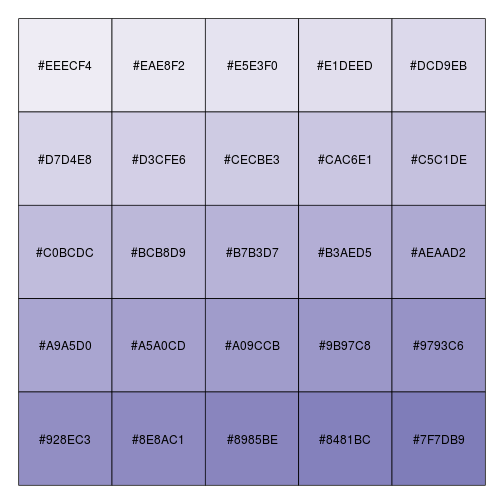 #EEECF4 #EAE8F2 #E5E3F0 #E1DEED #DCD9EB
#D7D4E8 #D3CFE6 #CECBE3 #CAC6E1 #C5C1DE
#C0BCDC #BCB8D9 #B7B3D7 #B3AED5 #AEAAD2
#A9A5D0 #A5A0CD #A09CCB #9B97C8 #9793C6
#928EC3 #8E8AC1 #8985BE #8481BC #7F7DB9